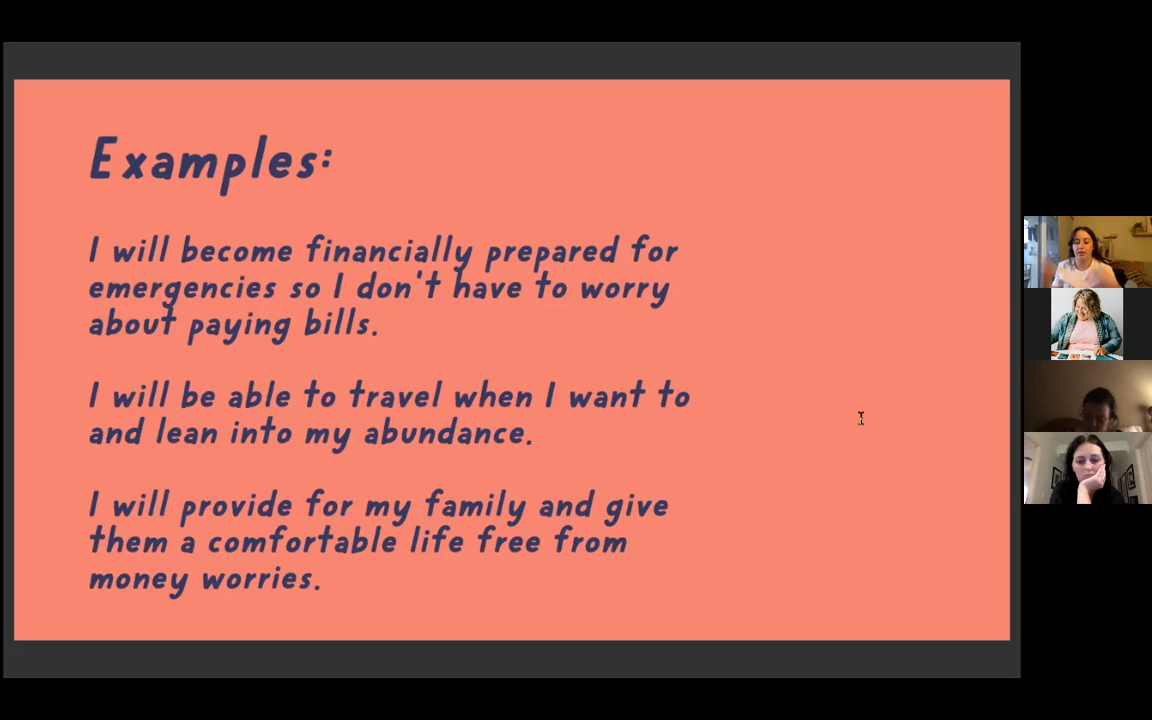 Examples:
I will become financially prepared for
emergencies so I don't have to worry
about paying bills.
I will be able to travel when I want to
and lean into my abundance.
I will provide for my family and give
them a comfortable life free from
money worries.